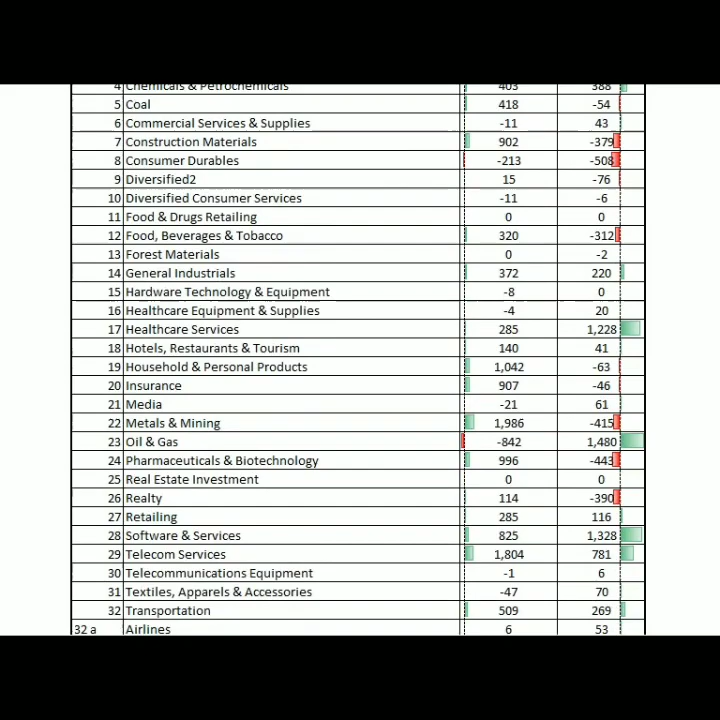 4 Chemicals & Petrochemicals 403 388
5 Coal 418 -54
6 Commercial Services & Supplies -11 43
7 Construction Materials 902 -379
8 Consumer Durables -213 -508
9 Diversified2 15 -76
10 Diversified Consumer Services -11 -6
11 Food & Drugs Retailing 0 0
12 Food, Beverages & Tobacco 320 -312
13 Forest Materials 0 -2
14 General Industrials 372 220
15 Hardware Technology & Equipment -8 0
16 Healthcare Equipment & Supplies -4 20
17 Healthcare Services 285 1,228
18 Hotels, Restaurants & Tourism 140 41
19 Household & Personal Products 1,042 -63
20 Insurance 907 -46
21 Media -21 61
22 Metals & Mining 1,986 -415
23 Oil & Gas -842 1,480
24 Pharmaceuticals & Biotechnology 996 -443
25 Real Estate Investment 0 0
26 Realty 114 -390
27 Retailing 285 116
28 Software & Services 825 1,328
29 Telecom Services 1,804 781
30 Telecommunications Equipment -1 6
31 Textiles, Apparels & Accessories -47 70
32 Transportation 509 269
32 a Airlines 6 53